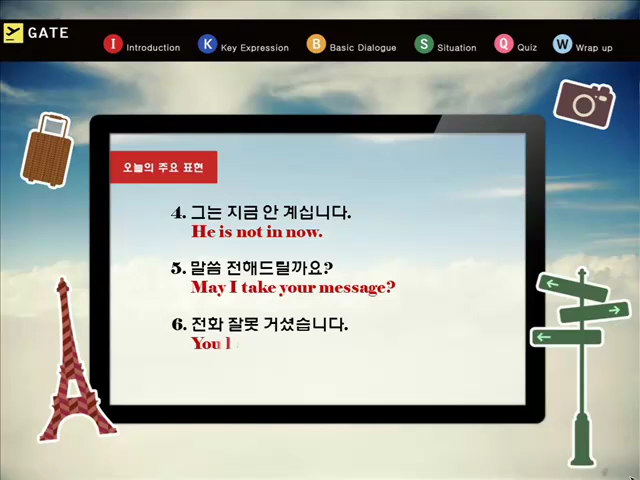 GATE
I Introduction K Key Expression B Basic Dialogue S Situation Q Quiz W Wrap up
오늘의 주요 표현
4. 그는 지금 안 계십니다.
He is not in now.
5. 말씀 전해드릴까요?
May I take your message?
6. 전화 잘못 거셨습니다.
You